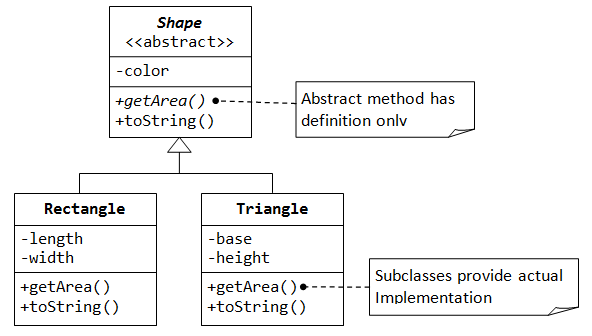 Shape
<<abstract>>
-color
+getArea()
+toString()
Abstract method has
definition only
Rectangle
-length
-width
+getArea()
+toString()
Triangle
-base
-height
+getArea()
+toString()
Subclasses provide actual
Implementation